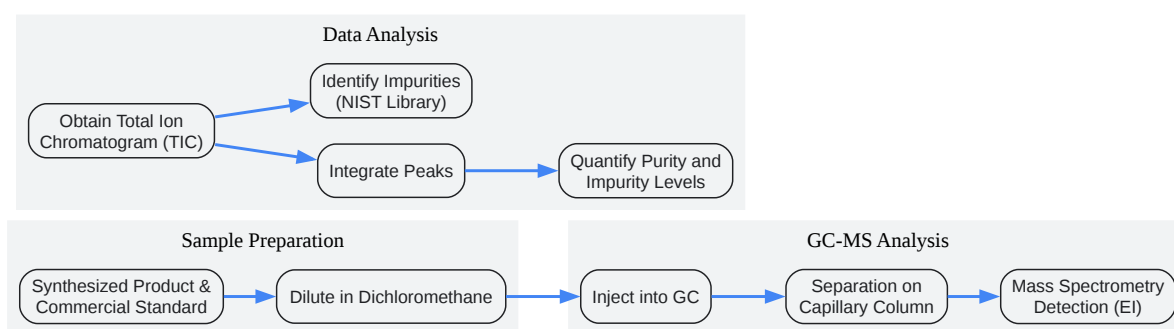 Data Analysis
Identify Impurities
(NIST Library)
Obtain Total Ion
Chromatogram (TIC)
Integrate Peaks
Quantify Purity and
Impurity Levels
Sample Preparation
Synthesized Product &
Commercial Standard
Dilute in Dichloromethane
GC-MS Analysis
Inject into GC
Separation on
Capillary Column
Mass Spectrometry
Detection (EI)